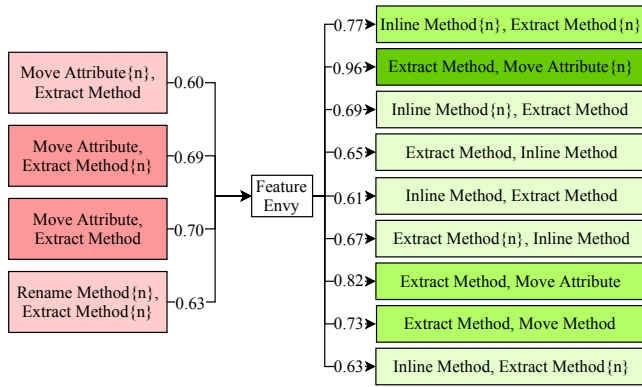 Move Attribute{n},
Extract Method
0.60
Move Attribute,
Extract Method{n}
0.69
Move Attribute,
Extract Method
0.70
Rename Method{n},
Extract Method{n}
0.63
Feature
Envy
0.77
Inline Method{n}, Extract Method{n}
0.96
Extract Method, Move Attribute{n}
0.69
Inline Method{n}, Extract Method
0.65
Extract Method, Inline Method
0.61
Inline Method, Extract Method
0.67
Extract Method{n}, Inline Method
0.82
Extract Method, Move Attribute
0.73
Extract Method, Move Method
0.63
Inline Method, Extract Method{n}